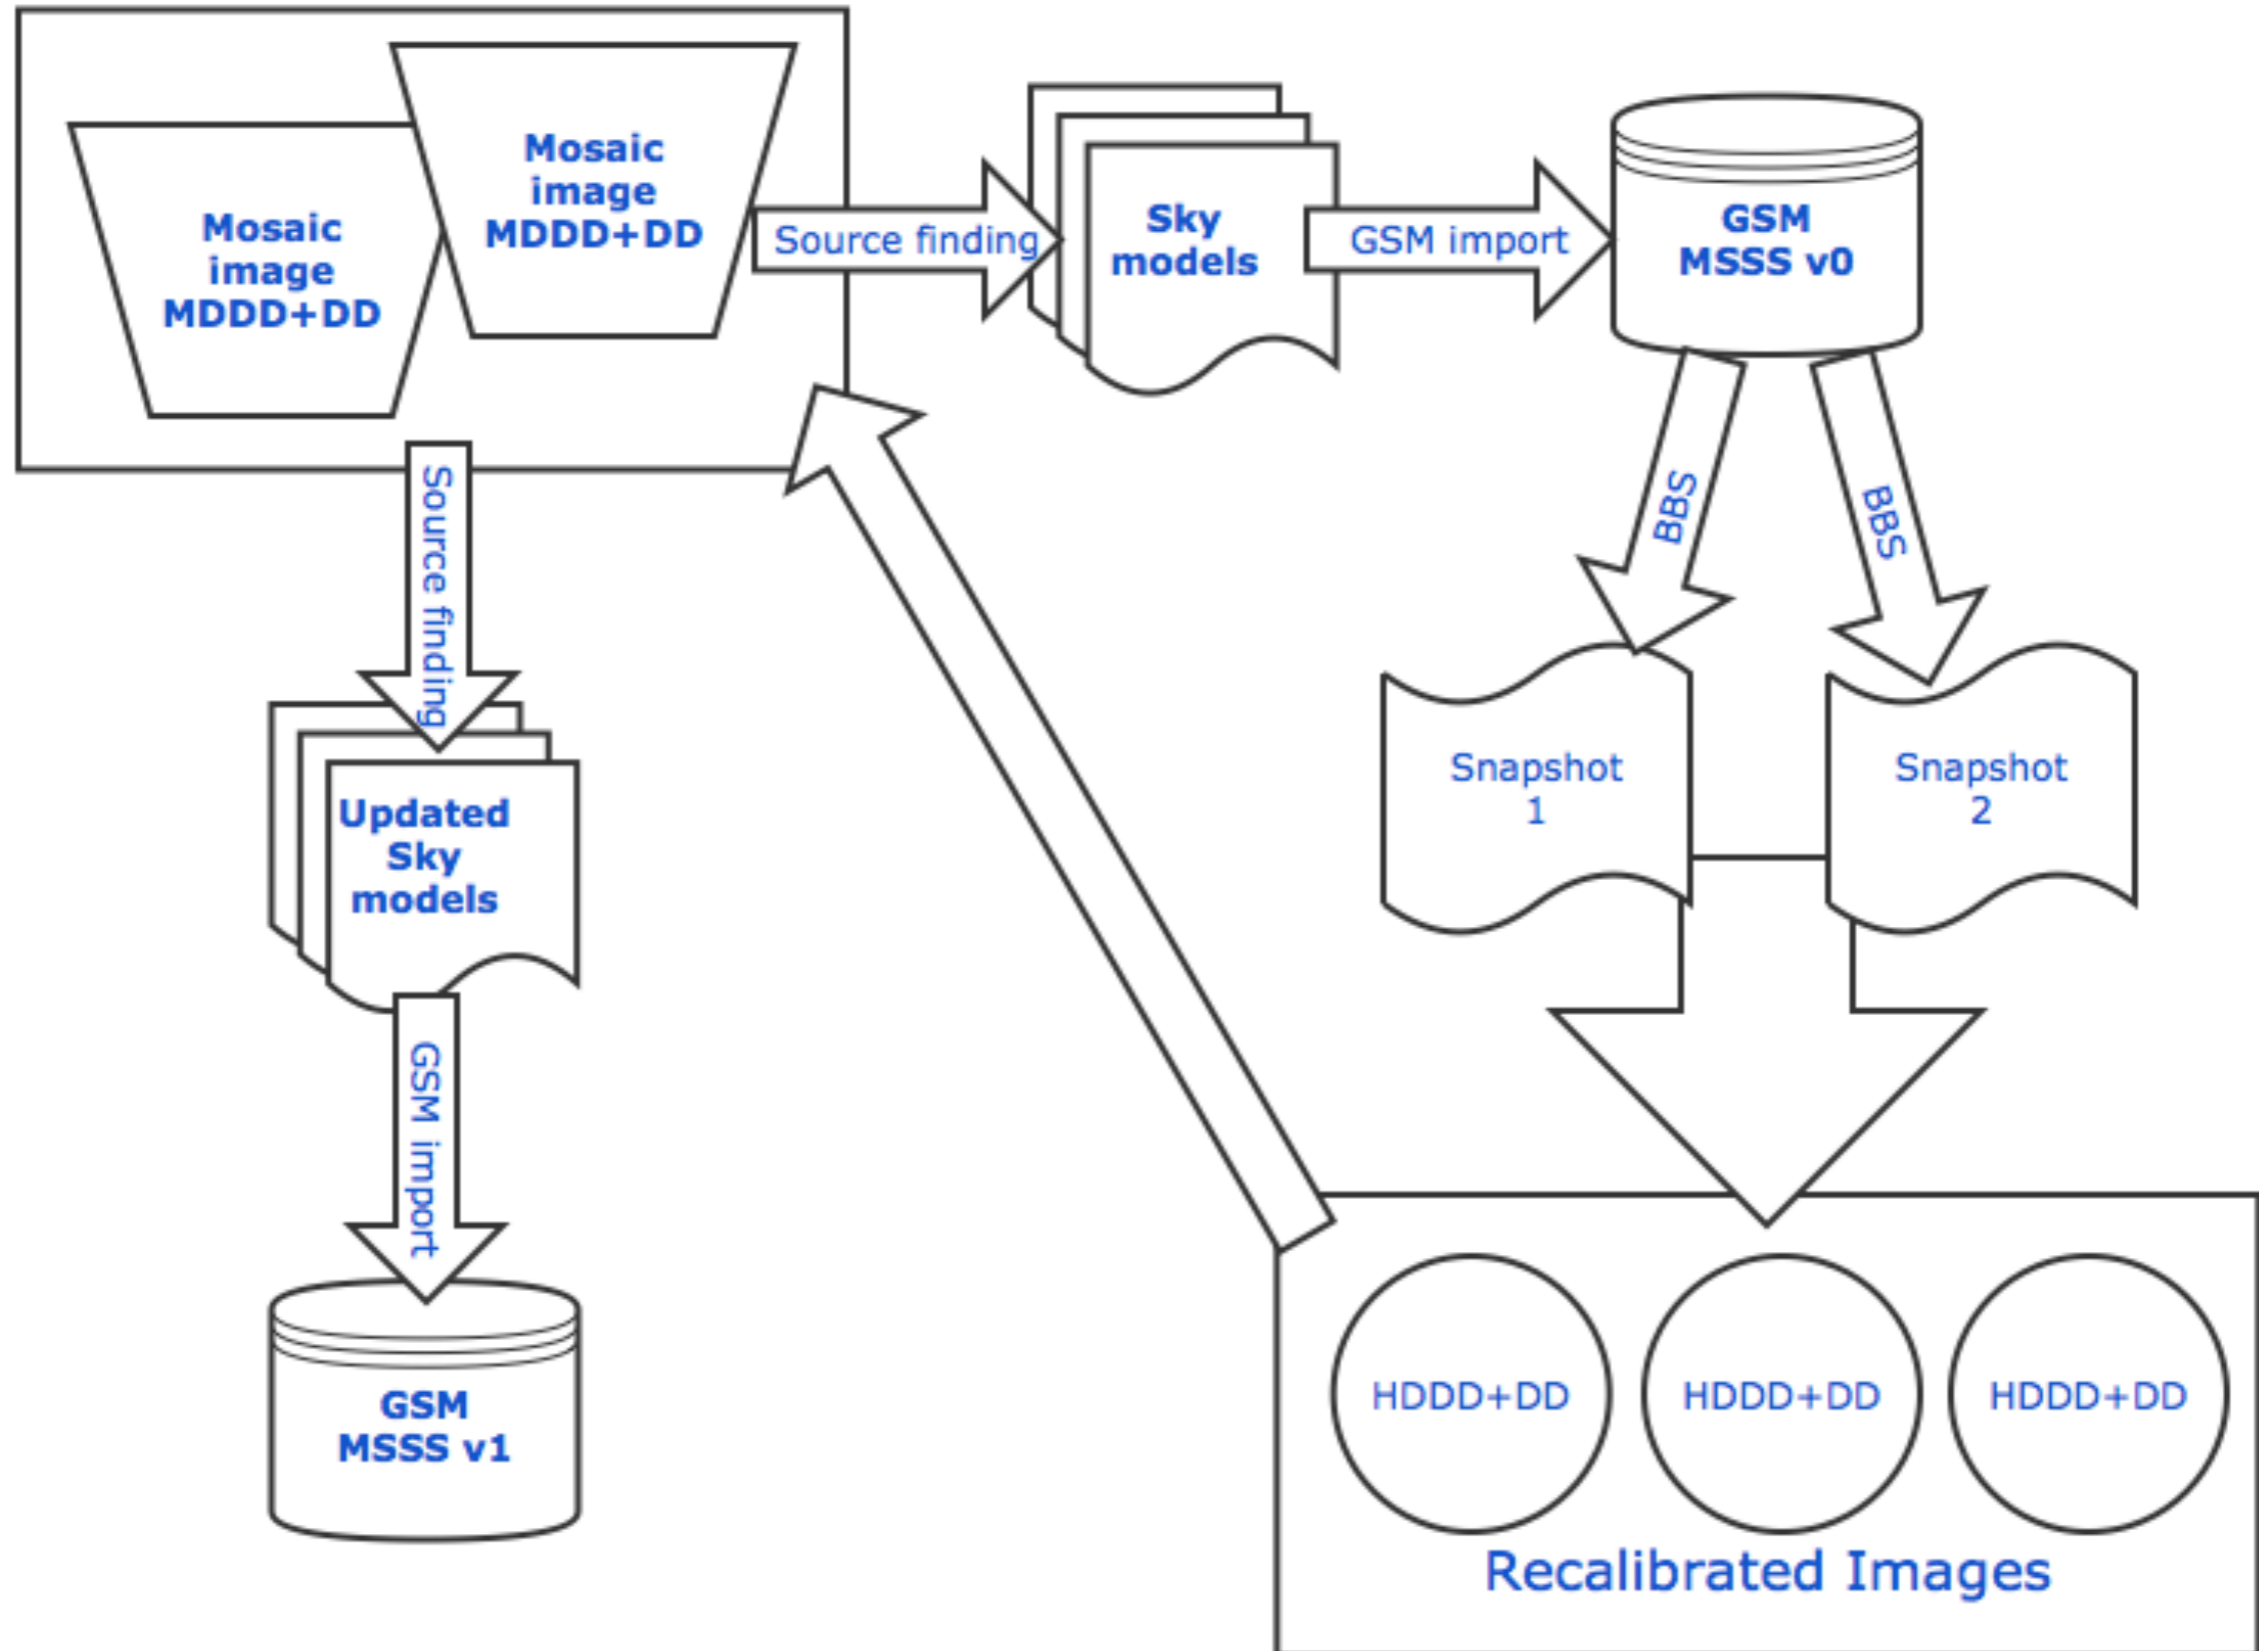 Mosaic
image
MDDD+DD
Mosaic
image
MDDD+DD
Source finding
Sky
models
GSM import
GSM
MSSS v0
BBS
BBS
Snapshot
1
Snapshot
2
HDDD+DD
HDDD+DD
HDDD+DD
Recalibrated Images
Source finding
Updated
Sky
models
GSM import
GSM
MSSS v1